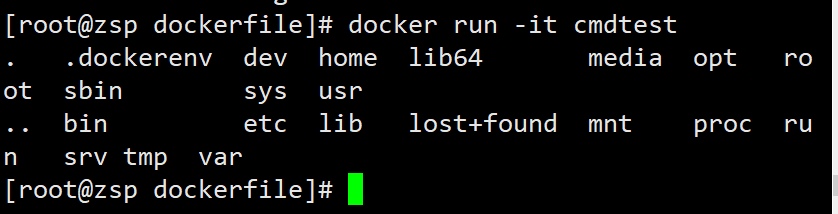 [root@zsp dockerfile]# docker run -it cmdtest
.   .dockerenv  dev  home  lib64       media  opt   ro
ot  sbin        sys  usr
..  bin         etc  lib   lost+found  mnt    proc  ru
n   srv tmp  var
[root@zsp dockerfile]#